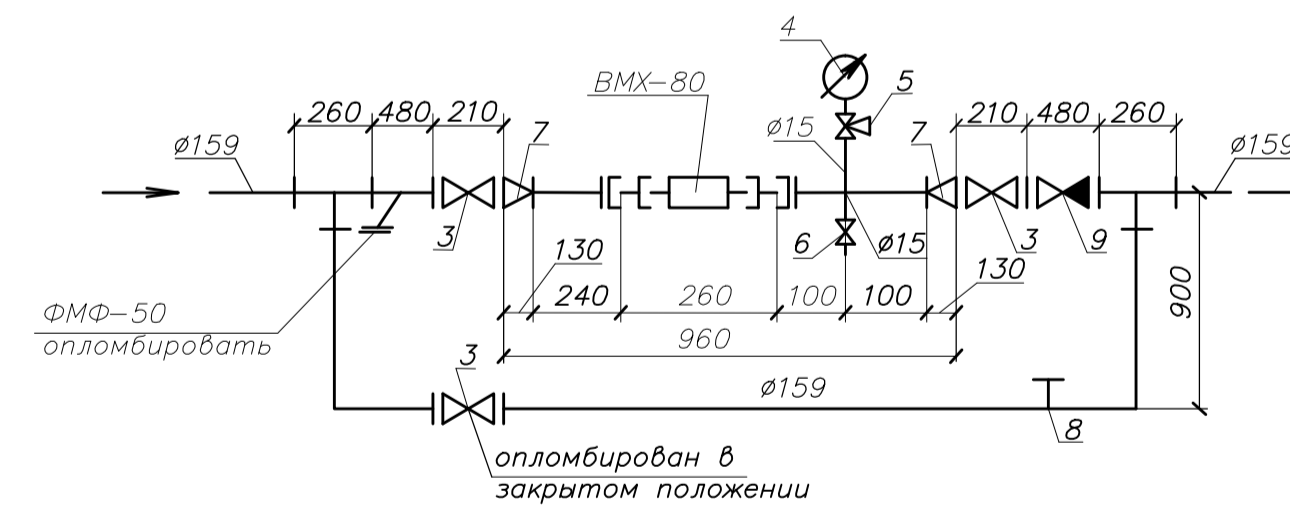 4
ВМХ-80
5
260 480 210
7
ø15
7
210 480 260
ø159
ø159
3
6
ø15
3
9
130
130
240 260 100 100
900
ФМФ-50
опломбировать
960
3
ø159
8
опломбирован в
закрытом положении